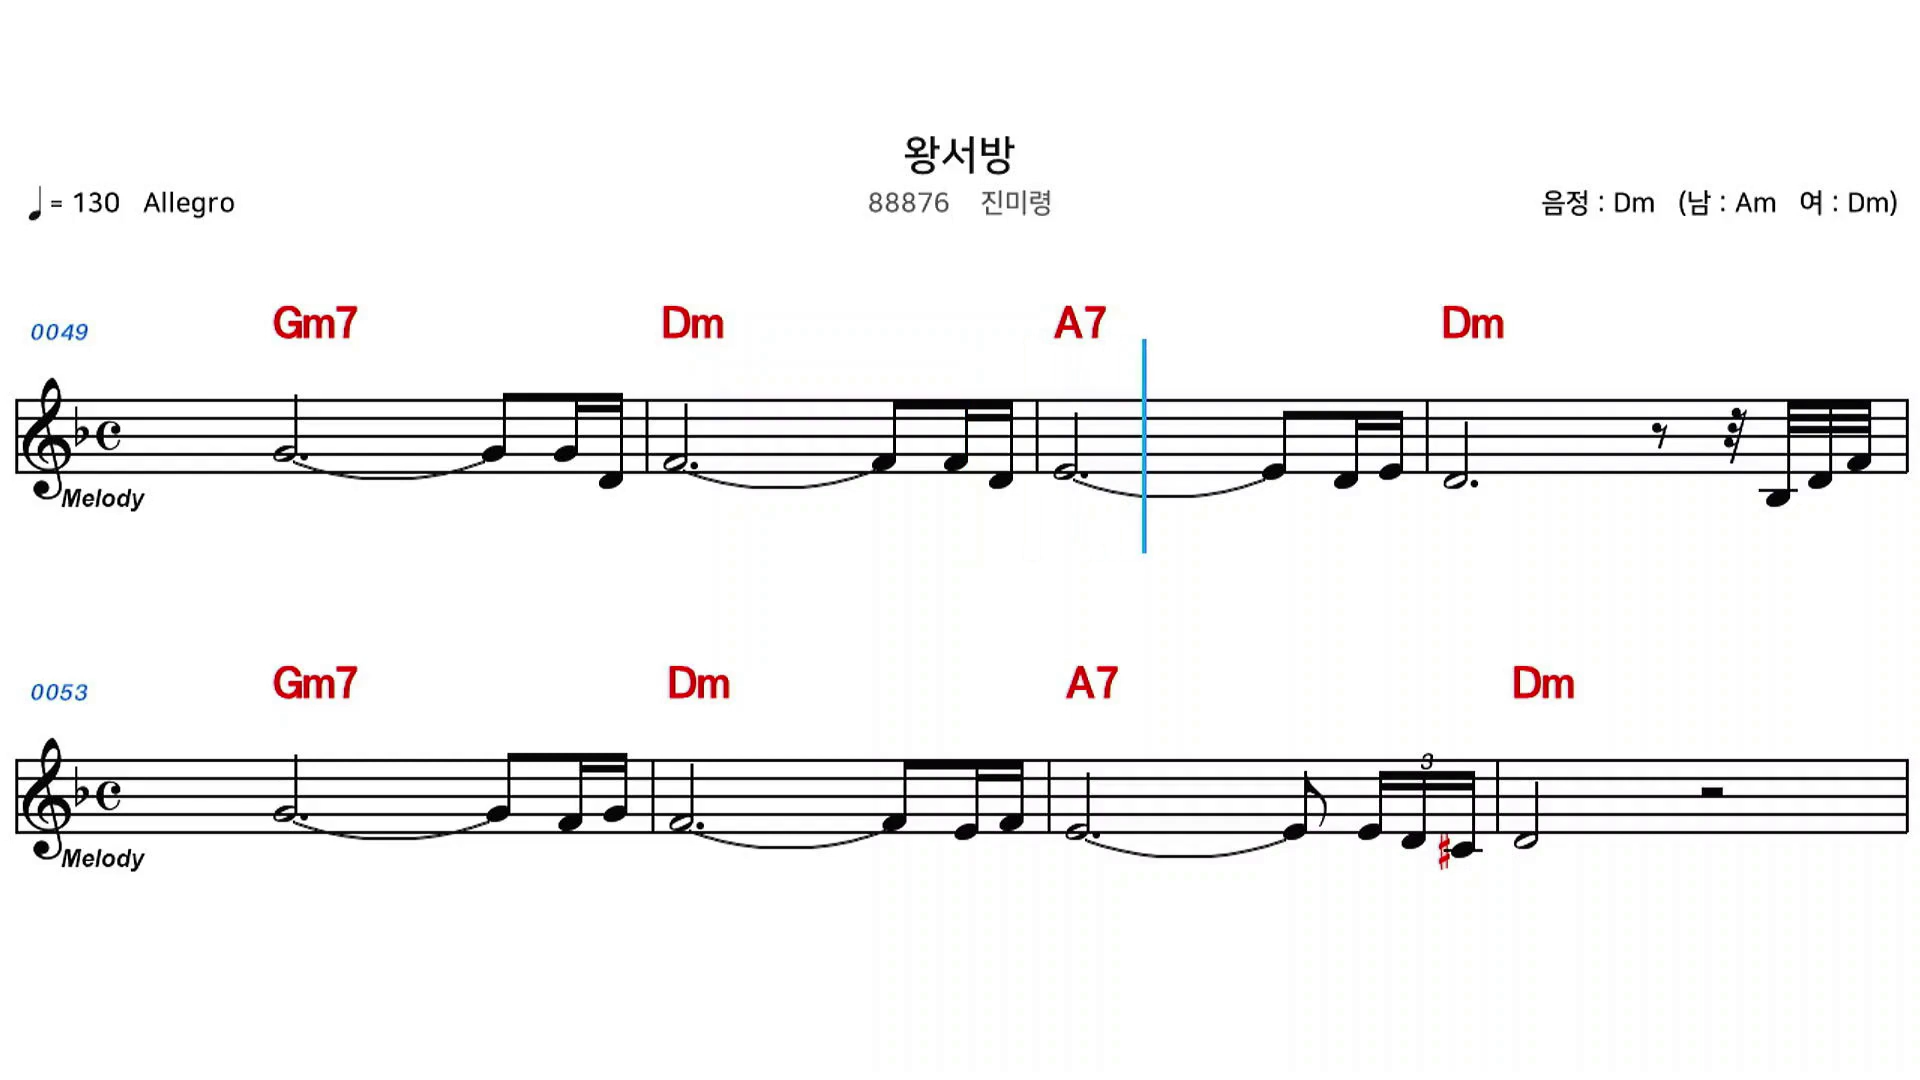 왕서방
= 130 Allegro 88876 진미령 음정 : Dm (남 : Am 여 : Dm)
0049 Gm7 Dm A7 Dm
Melody
0053 Gm7 Dm A7 Dm
3
Melody